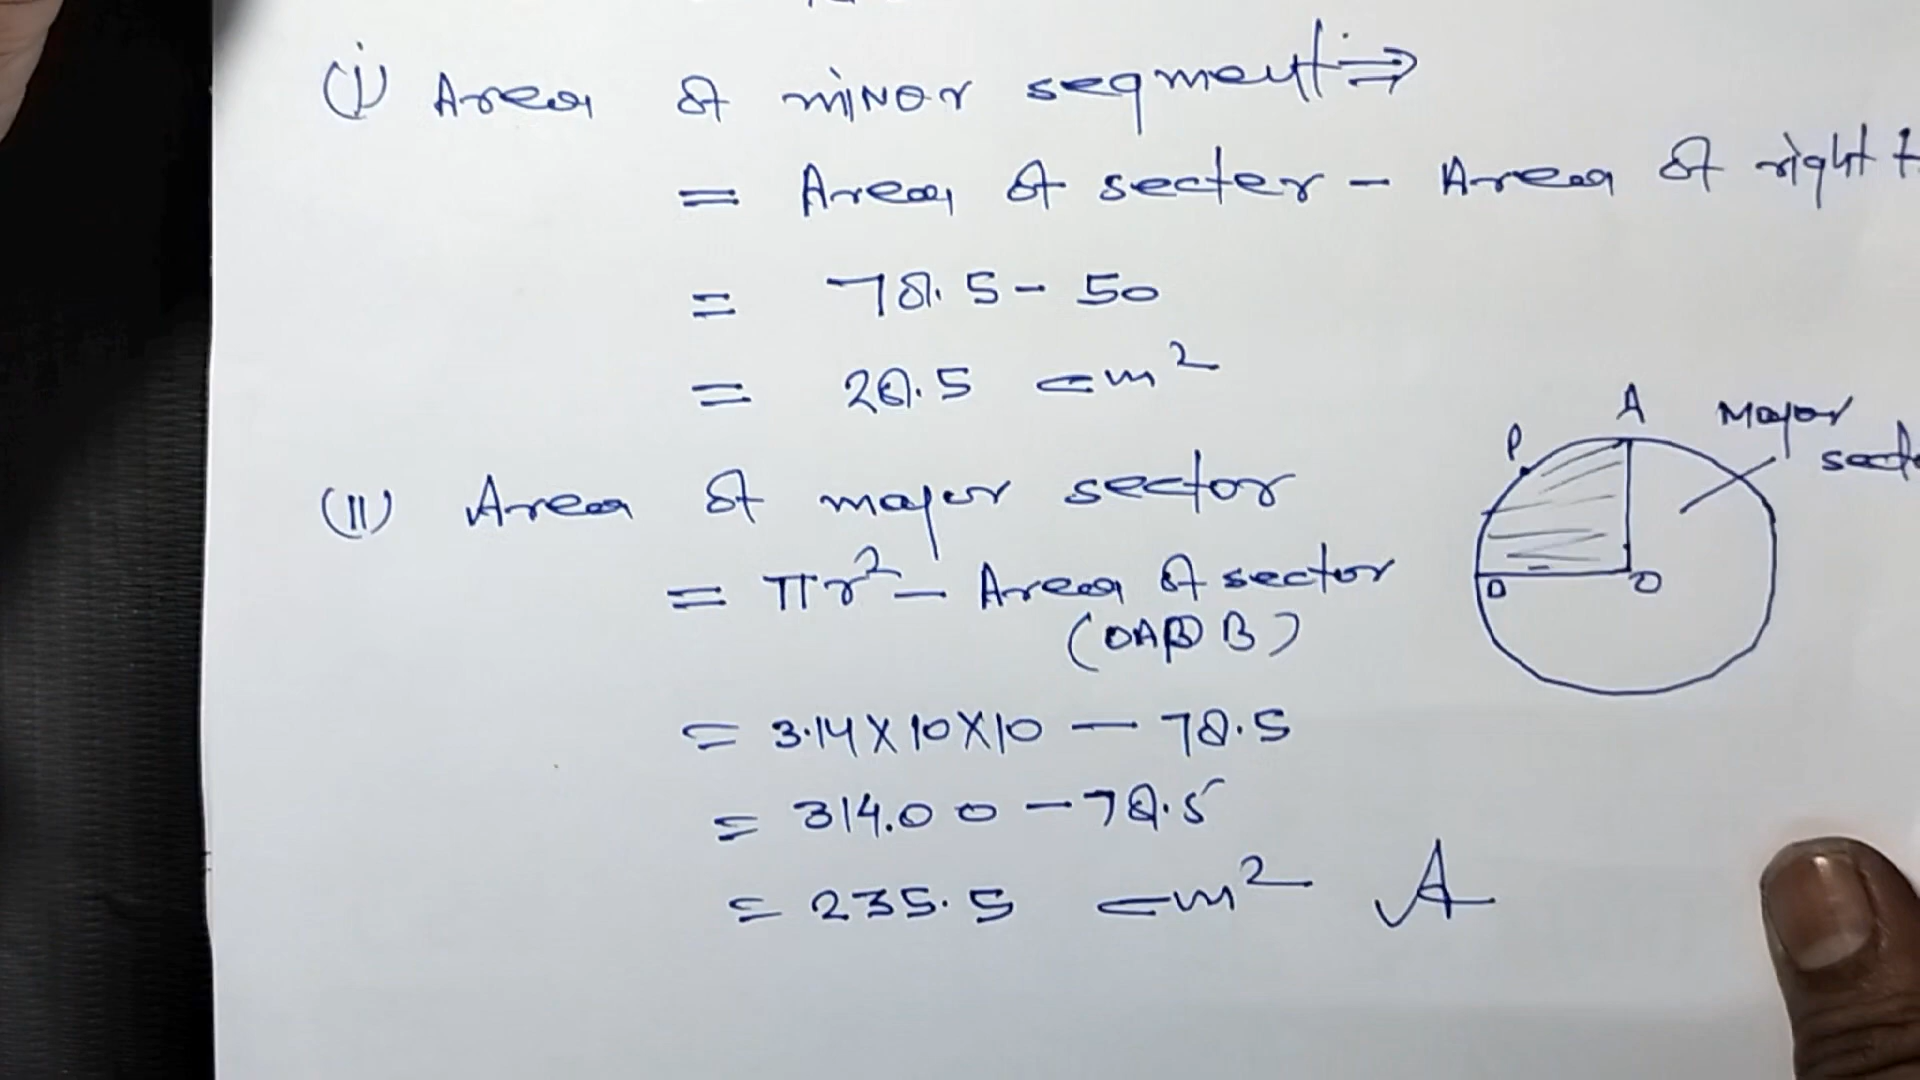 (i) Area of minor segment ⇒
= Area of secter - Area of right
= 78.5 - 50
= 28.5 cm²
(ii) Area of major sector
= πr² - Area of sector
(OAPB)
= 3.14 X 10 X 10 - 78.5
= 314.00 - 78.5
= 235.5 cm² A
P A Major
B O